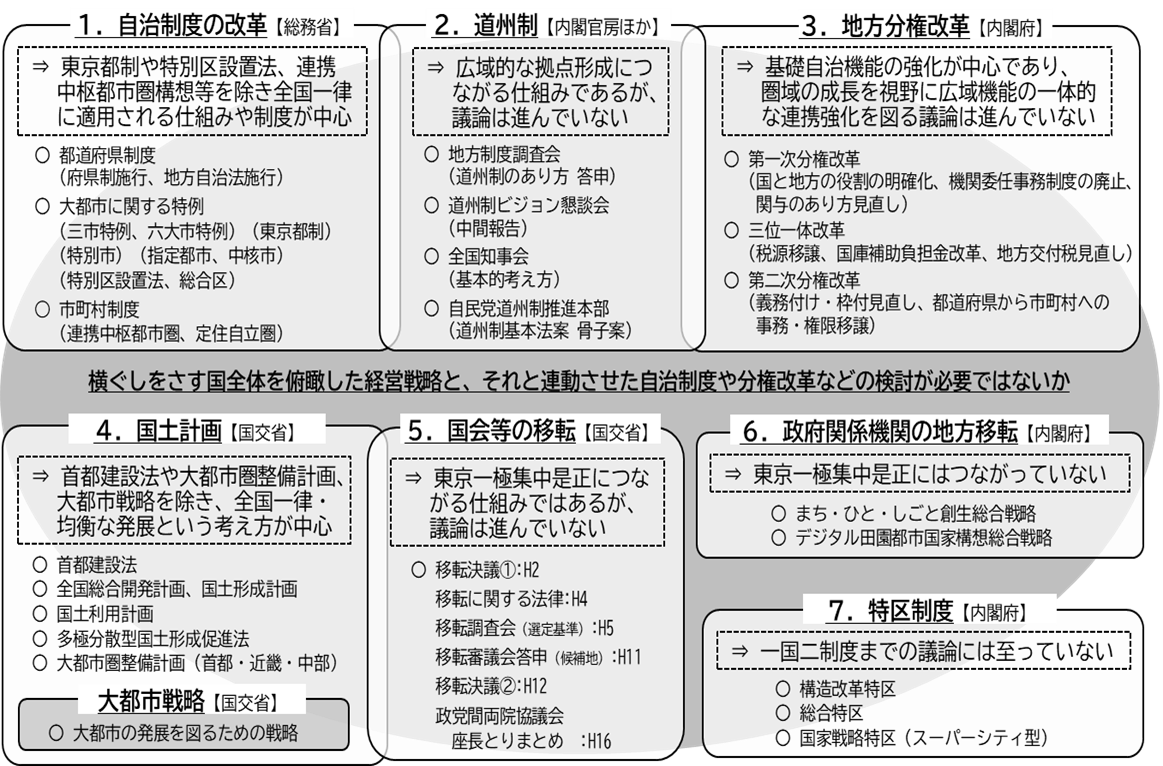 1．自治制度の改革【総務省】
⇒ 東京都制や特別区設置法、連携
中枢都市圏構想等を除き全国一律
に適用される仕組みや制度が中心
○ 都道府県制度
（府県制施行、地方自治法施行）
○ 大都市に関する特例
（三市特例、六大市特例）（東京都制）
（特別市）（指定都市、中核市）
（特別区設置法、総合区）
○ 市町村制度
（連携中枢都市圏、定住自立圏）
2．道州制【内閣官房ほか】
⇒ 広域的な拠点形成につ
ながる仕組みであるが、
議論は進んでいない
○ 地方制度調査会
（道州制のあり方 答申）
○ 道州制ビジョン懇談会
（中間報告）
○ 全国知事会
（基本的考え方）
○ 自民党道州制推進本部
（道州制基本法案 骨子案）
3．地方分権改革【内閣府】
⇒ 基礎自治機能の強化が中心であり、
圏域の成長を視野に広域機能の一体的
な連携強化を図る議論は進んでいない
○ 第一次分権改革
（国と地方の役割の明確化、機関委任事務制度の廃止、
関与のあり方見直し）
○ 三位一体改革
（税源移譲、国庫補助負担金改革、地方交付税見直し）
○ 第二次分権改革
（義務付け・枠付見直し、都道府県から市町村への
事務・権限移譲）
横ぐしをさす国全体を俯瞰した経営戦略と、それと連動させた自治制度や分権改革などの検討が必要ではないか
4．国土計画【国交省】
⇒ 首都建設法や大都市圏整備計画、
大都市戦略を除き、全国一律・
均衡な発展という考え方が中心
○ 首都建設法
○ 全国総合開発計画、国土形成計画
○ 国土利用計画
○ 多極分散型国土形成促進法
○ 大都市圏整備計画（首都・近畿・中部）
大都市戦略【国交省】
○ 大都市の発展を図るための戦略
5．国会等の移転【国交省】
⇒ 東京一極集中是正につな
がる仕組みではあるが、
議論は進んでいない
○ 移転決議①:H2
移転に関する法律:H4
移転調査会（選定基準）:H5
移転審議会答申（候補地）:H11
移転決議②:H12
政党間両院協議会
座長とりまとめ :H16
6．政府関係機関の地方移転【内閣府】
⇒ 東京一極集中是正にはつながっていない
○ まち・ひと・しごと創生総合戦略
○ デジタル田園都市国家構想総合戦略
7．特区制度【内閣府】
⇒ 一国二制度までの議論には至っていない
○ 構造改革特区
○ 総合特区
○ 国家戦略特区（スーパーシティ型）